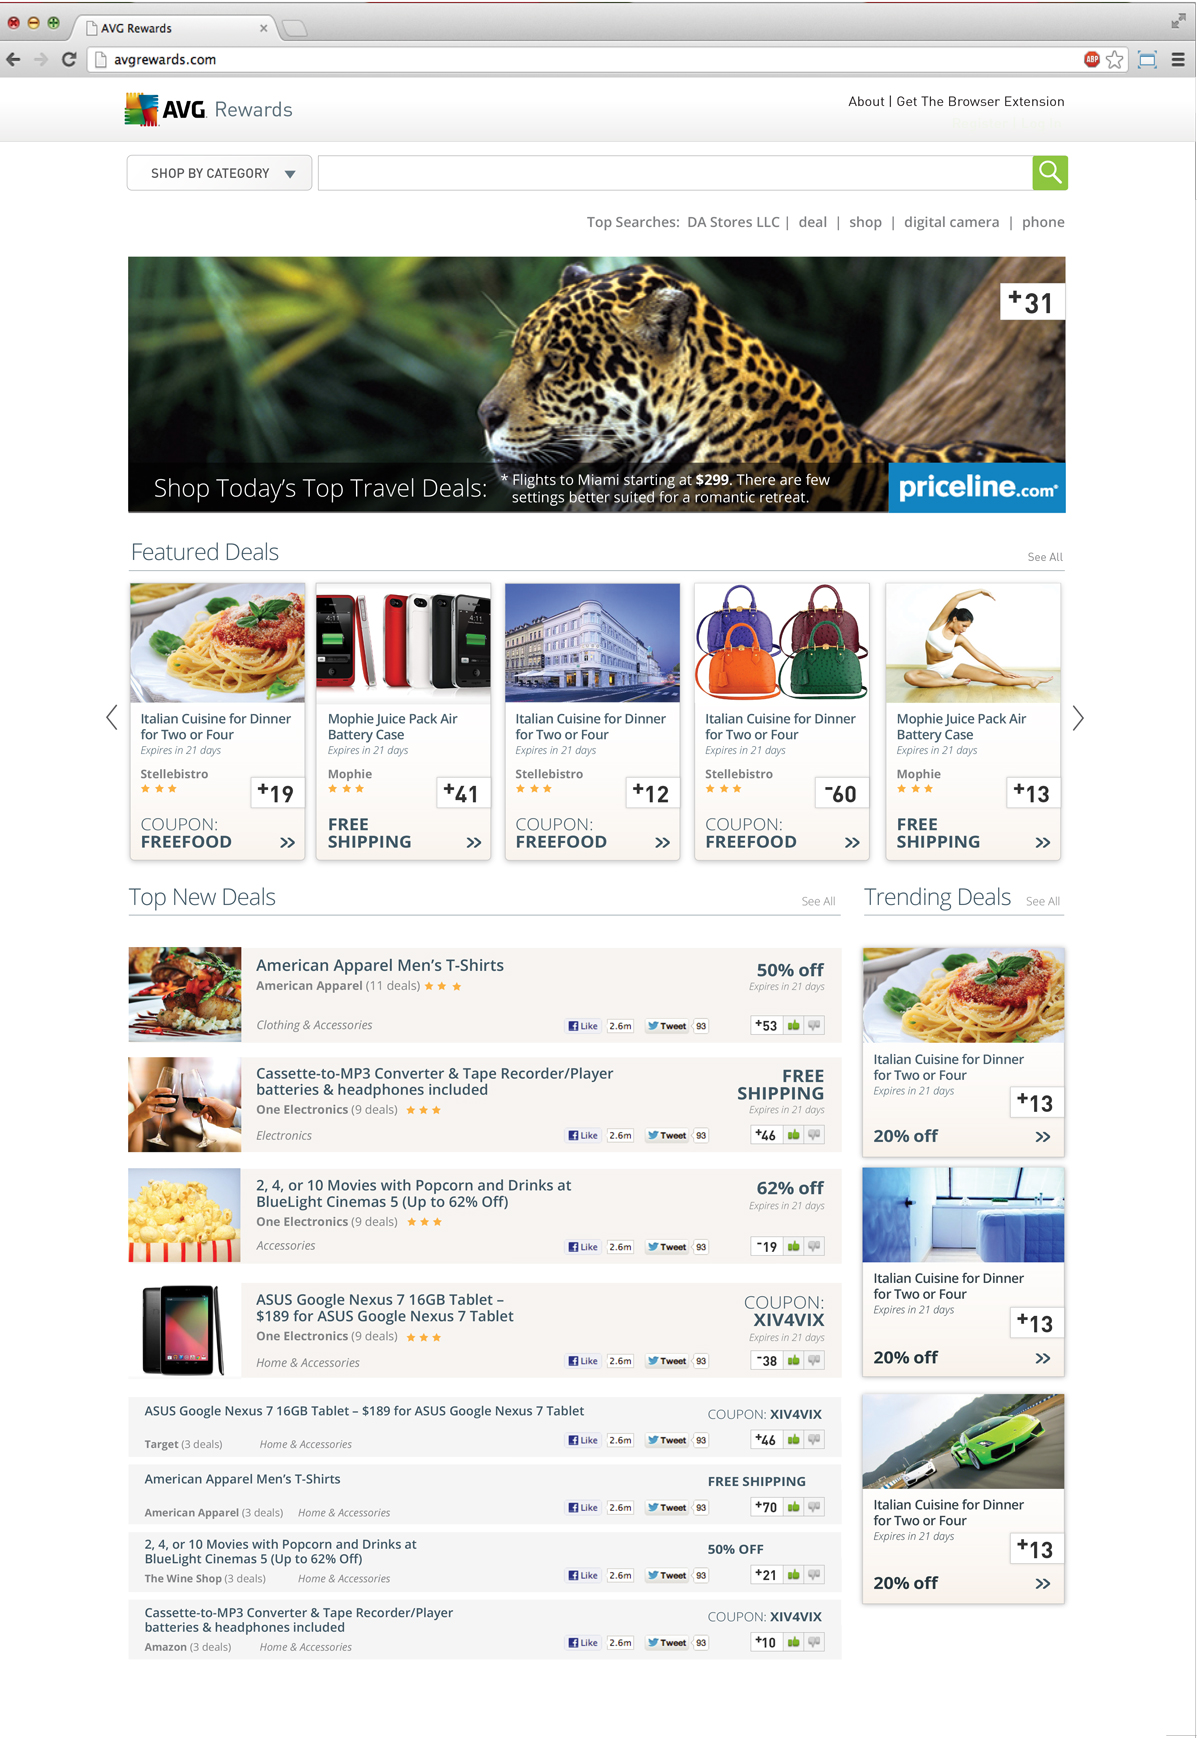 AVG Rewards
avgrewards.com
ABP
AVG Rewards
About | Get The Browser Extension
SHOP BY CATEGORY
Top Searches: DA Stores LLC | deal | shop | digital camera | phone
+31
Shop Today's Top Travel Deals:
* Flights to Miami starting at $299. There are few
settings better suited for a romantic retreat.
priceline.com®
Featured Deals
See All
Italian Cuisine for Dinner
for Two or Four
Expires in 21 days
Stellebistro
+19
COUPON:
FREEFOOD
4:11
4:11
Mophie Juice Pack Air
Battery Case
Expires in 21 days
Mophie
+41
FREE
SHIPPING
Italian Cuisine for Dinner
for Two or Four
Expires in 21 days
Stellebistro
+12
COUPON:
FREEFOOD
Italian Cuisine for Dinner
for Two or Four
Expires in 21 days
Stellebistro
-60
COUPON:
FREEFOOD
Mophie Juice Pack Air
Battery Case
Expires in 21 days
Mophie
+13
FREE
SHIPPING
Top New Deals
See All
American Apparel Men's T-Shirts
American Apparel (11 deals)
50% off
Expires in 21 days
Clothing & Accessories
Like 2.6m Tweet 93
+53
Cassette-to-MP3 Converter & Tape Recorder/Player
batteries & headphones included
One Electronics (9 deals)
FREE
SHIPPING
Expires in 21 days
Electronics
Like 2.6m Tweet 93
+46
2, 4, or 10 Movies with Popcorn and Drinks at
BlueLight Cinemas 5 (Up to 62% Off)
One Electronics (9 deals)
62% off
Expires in 21 days
Accessories
Like 2.6m Tweet 93
-19
ASUS Google Nexus 7 16GB Tablet –
$189 for ASUS Google Nexus 7 Tablet
One Electronics (9 deals)
COUPON:
XIV4VIX
Expires in 21 days
Home & Accessories
Like 2.6m Tweet 93
-38
ASUS Google Nexus 7 16GB Tablet – $189 for ASUS Google Nexus 7 Tablet
COUPON: XIV4VIX
Target (3 deals) Home & Accessories
Like 2.6m Tweet 93
+46
American Apparel Men's T-Shirts
FREE SHIPPING
American Apparel (3 deals) Home & Accessories
Like 2.6m Tweet 93
+70
2, 4, or 10 Movies with Popcorn and Drinks at
BlueLight Cinemas 5 (Up to 62% Off)
50% OFF
The Wine Shop (3 deals) Home & Accessories
Like 2.6m Tweet 93
+21
Cassette-to-MP3 Converter & Tape Recorder/Player
batteries & headphones included
COUPON: XIV4VIX
Amazon (3 deals) Home & Accessories
Like 2.6m Tweet 93
+10
Trending Deals
See All
Italian Cuisine for Dinner
for Two or Four
Expires in 21 days
+13
20% off
Italian Cuisine for Dinner
for Two or Four
Expires in 21 days
+13
20% off
Italian Cuisine for Dinner
for Two or Four
Expires in 21 days
+13
20% off